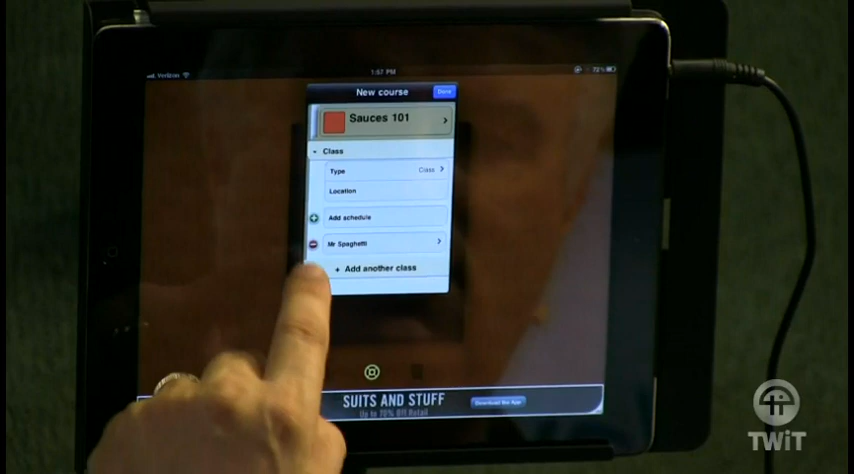 Verizon 1:57 PM 72%
New course Done
Sauces 101
Class
Type Class
Location
Add schedule
Mr Spaghetti
+ Add another class
SUITS AND STUFF
Up to 70% Off Retail
Download the App
TWiT